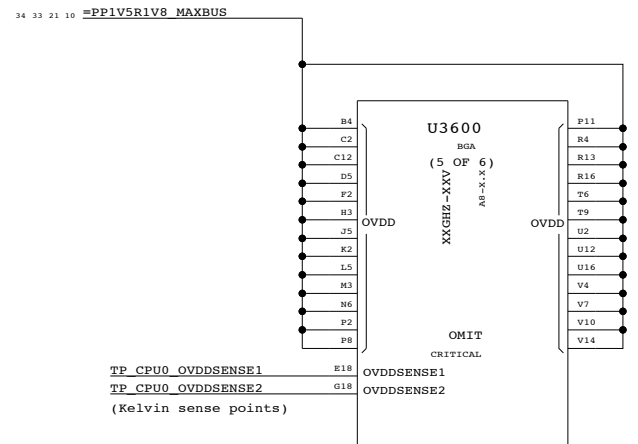 34 33 21 10 =PP1V5R1V8_MAXBUS
B4
C2
C12
D5
F2
H3
J5
K2
L5
M3
N6
P2
P8
OVDD
U3600
BGA
(5 OF 6)
XXGHZ-XXV
A8-X.X
OVDD
P11
R4
R13
R16
T6
T9
U2
U12
U16
V4
V7
V10
V14
OMIT
CRITICAL
TP_CPU0_OVDDSENSE1 E18 OVDDSENSE1
TP_CPU0_OVDDSENSE2 G18 OVDDSENSE2
(Kelvin sense points)